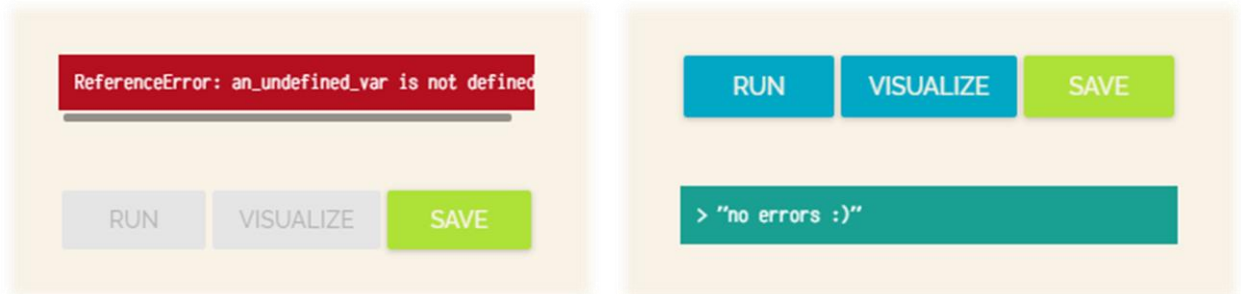 ReferenceError: an_undefined_var is not defined
RUN VISUALIZE SAVE
RUN VISUALIZE SAVE
> "no errors :)"